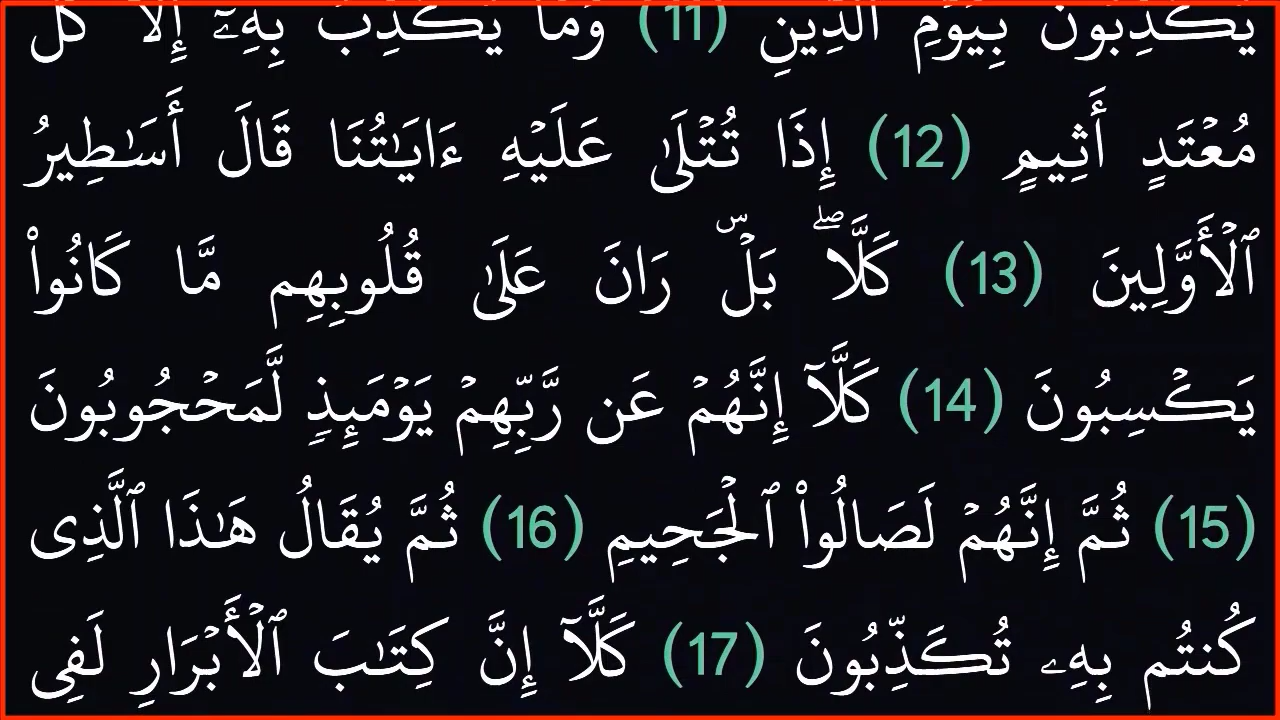 يُكَذِّبُونَ بِيَوْمِ ٱلدِّينِ (11) وَمَا يُكَذِّبُ بِهِۦٓ إِلَّا كُلُّ
مُعْتَدٍ أَثِيمٍ (12) إِذَا تُتْلَىٰ عَلَيْهِ ءَايَـٰتُنَا قَالَ أَسَـٰطِيرُ
ٱلْأَوَّلِينَ (13) كَلَّا ۖ بَلْ ۜ رَانَ عَلَىٰ قُلُوبِهِم مَّا كَانُوا۟
يَكْسِبُونَ (14) كَلَّآ إِنَّهُمْ عَن رَّبِّهِمْ يَوْمَئِذٍ لَّمَحْجُوبُونَ
(15) ثُمَّ إِنَّهُمْ لَصَالُوا۟ ٱلْجَحِيمِ (16) ثُمَّ يُقَالُ هَـٰذَا ٱلَّذِى
كُنتُم بِهِۦ تُكَذِّبُونَ (17) كَلَّآ إِنَّ كِتَـٰبَ ٱلْأَبْرَارِ لَفِى